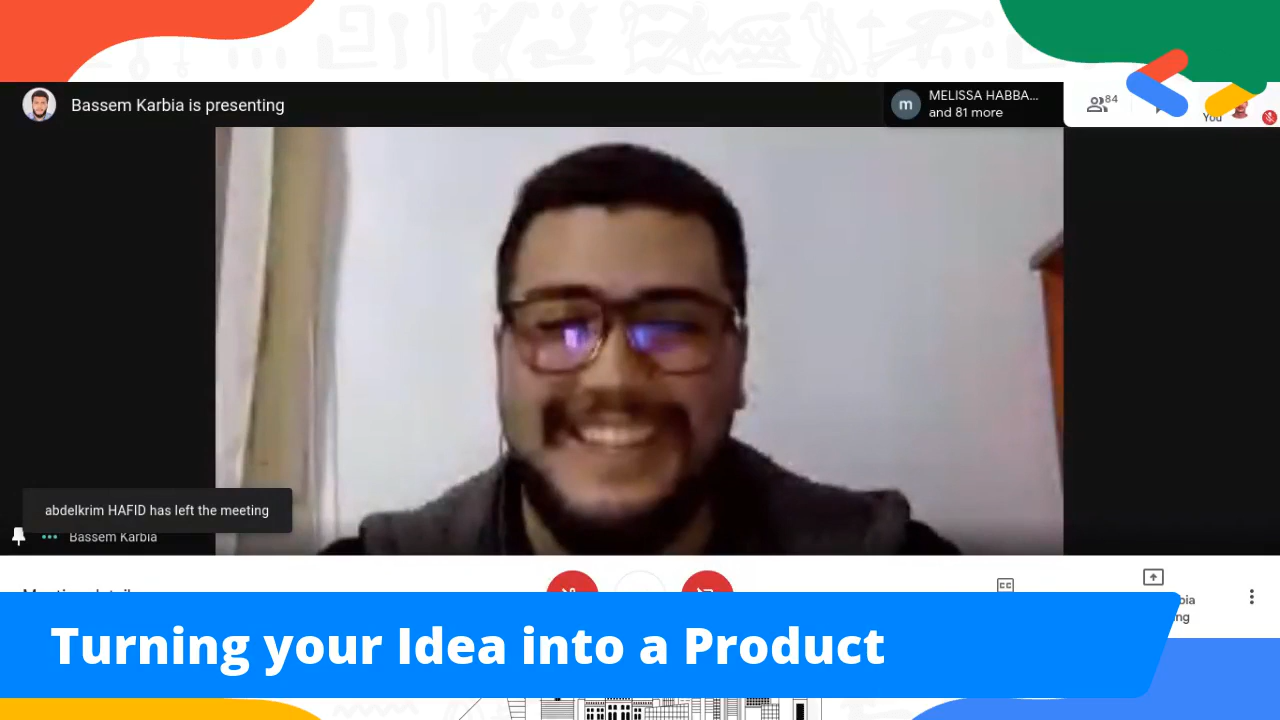 Bassem Karbia is presenting
m
MELISSA HABBA...
and 81 more
84
You
abdelkrim HAFID has left the meeting
Bassem Karbia
CC
Turning your Idea into a Product